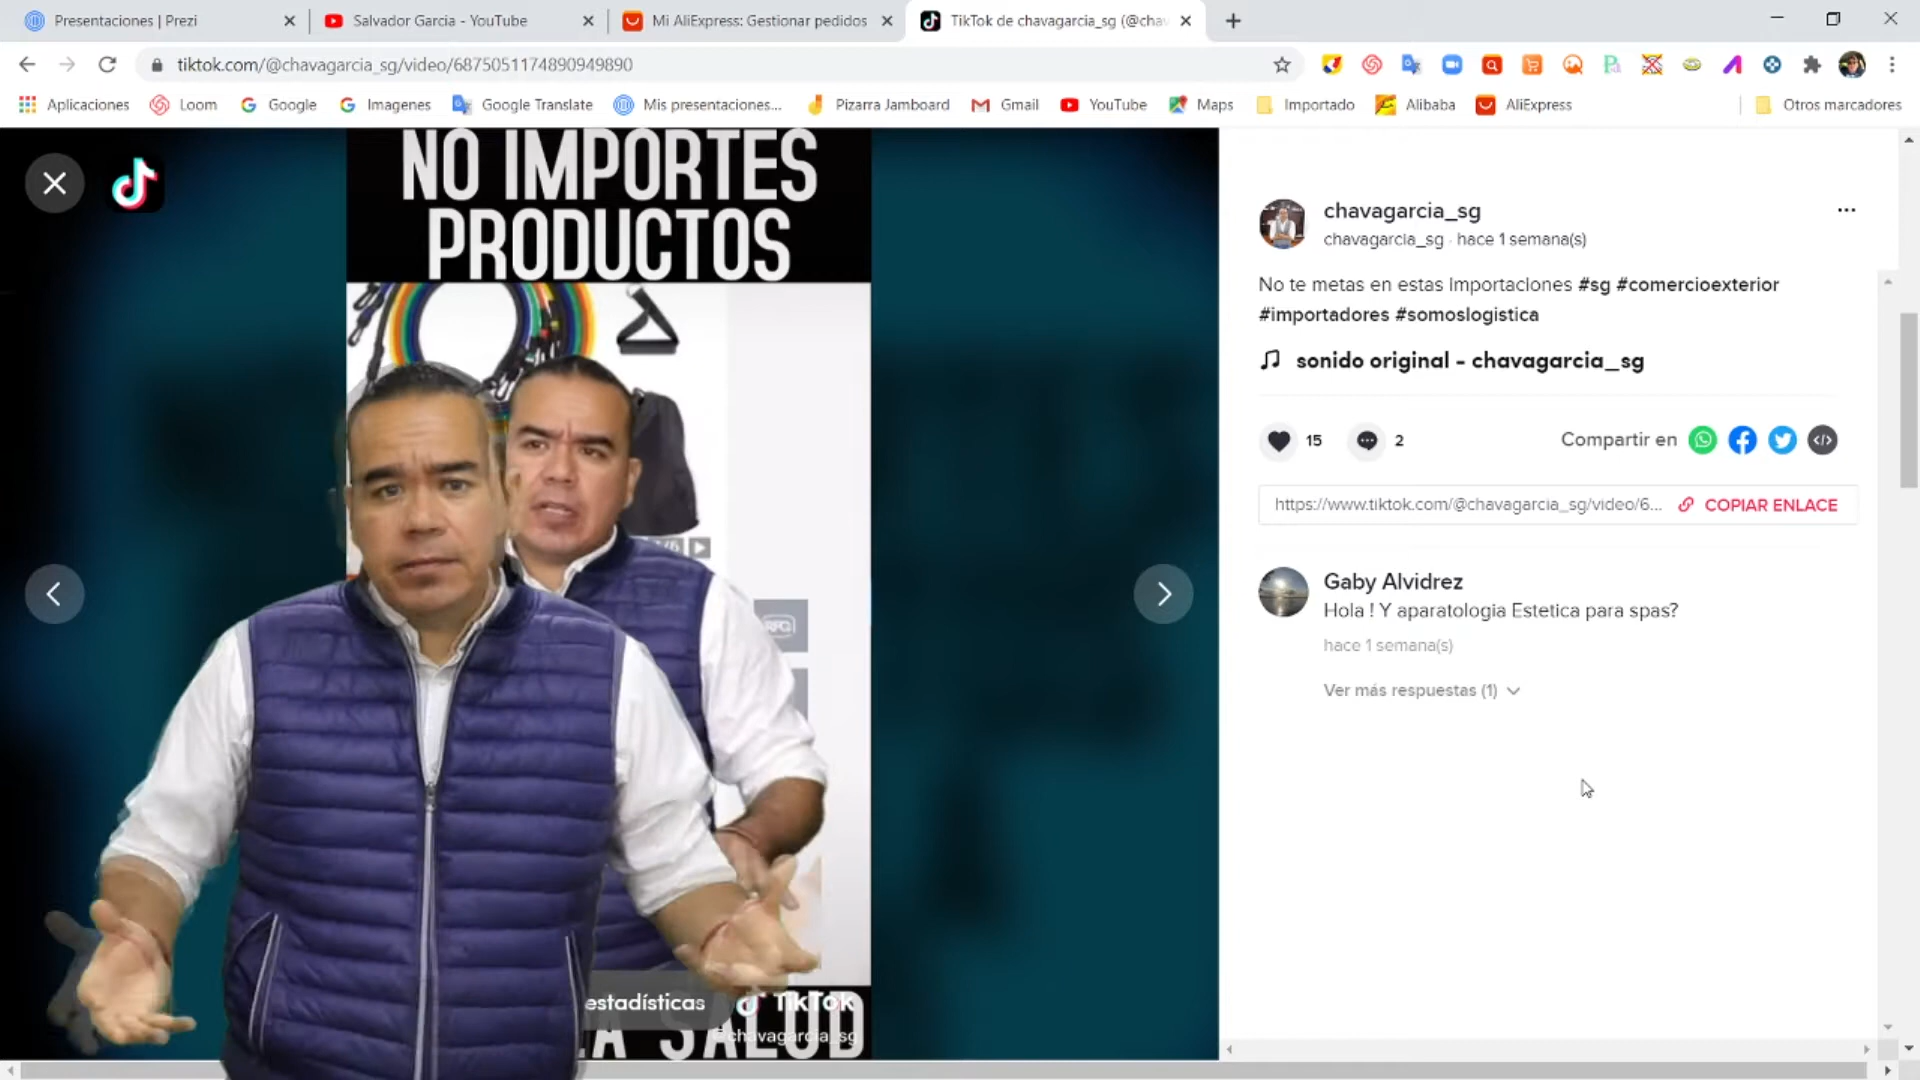 Presentaciones | Prezi
Salvador Garcia - YouTube
Mi AliExpress: Gestionar pedidos
TikTok de chavagarcia_sg (@chav
tiktok.com/@chavagarcia_sg/video/6875051174890949890
Aplicaciones
Loom
Google
Imagenes
Google Translate
Mis presentaciones...
Pizarra Jamboard
Gmail
YouTube
Maps
Importado
Alibaba
AliExpress
Otros marcadores
NO IMPORTES
PRODUCTOS
estadísticas
TikTok
@chavagarcia_sg
LA SALUD
chavagarcia_sg
chavagarcia_sg · hace 1 semana(s)
No te metas en estas Importaciones #sg #comercioexterior
#importadores #somoslogistica
sonido original - chavagarcia_sg
15
2
Compartir en
https://www.tiktok.com/@chavagarcia_sg/video/6...
COPIAR ENLACE
Gaby Alvidrez
Hola ! Y aparatologia Estetica para spas?
hace 1 semana(s)
Ver más respuestas (1)